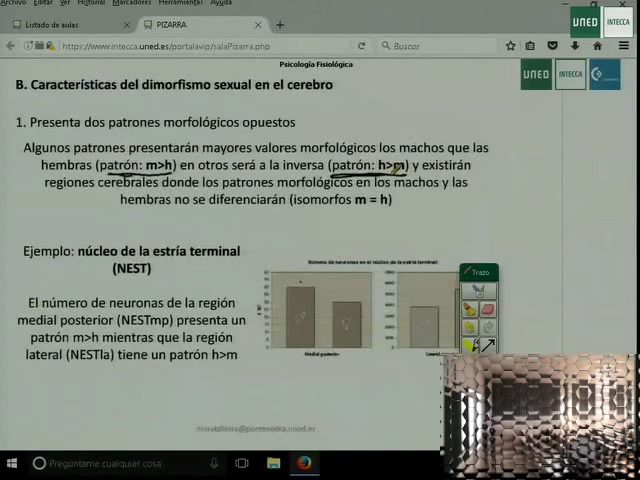 Archivo Editar Ver Historial Marcadores Herramientas Ayuda
Listado de aulas
PIZARRA
https://www.intecca.uned.es/portalavip/salaPizarra.php
Buscar
UNED
INTECCA
Psicología Fisiológica
UNED
INTECCA
B. Características del dimorfismo sexual en el cerebro
1. Presenta dos patrones morfológicos opuestos
Algunos patrones presentarán mayores valores morfológicos los machos que las
hembras (patrón: m>h) en otros será a la inversa (patrón: h>m) y existirán
regiones cerebrales donde los patrones morfológicos en los machos y las
hembras no se diferenciarán (isomorfos m = h)
Ejemplo: núcleo de la estría terminal
(NEST)
El número de neuronas de la región
medial posterior (NESTmp) presenta un
patrón m>h mientras que la región
lateral (NESTla) tiene un patrón h>m
Número de neuronas en el núcleo de la estría terminal
Medial posterior
Lateral
Trazo
Pregúntame cualquier cosa